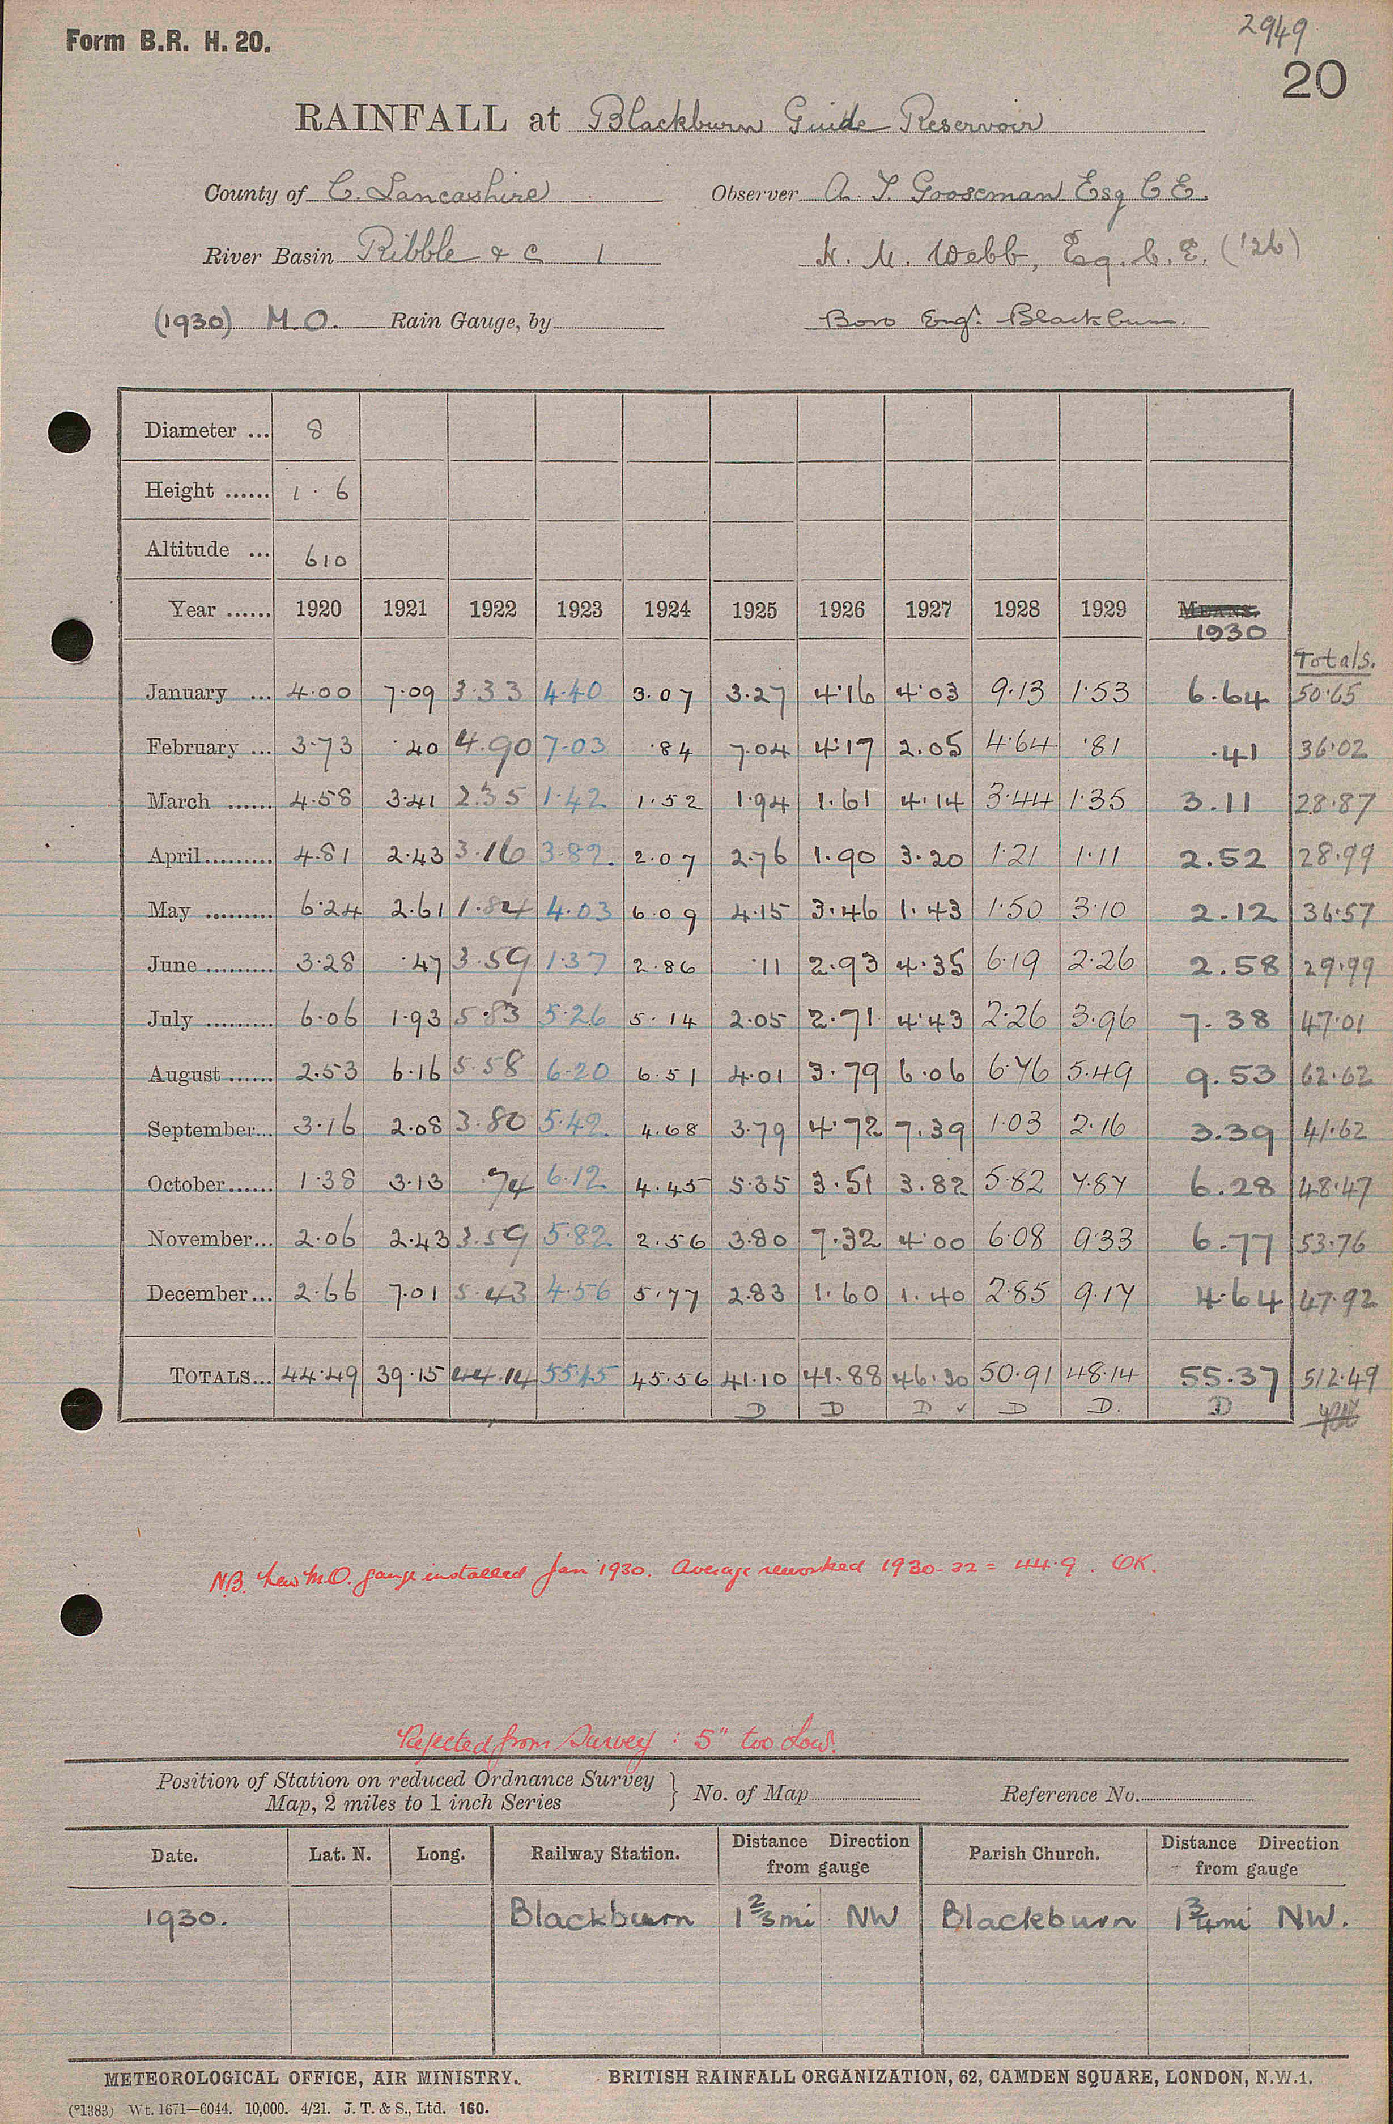 2949
Form B.R. H. 20.
20
RAINFALL at Blackburn Guide Reservoir
County of C. Lancashire Observer A. T. Gooseman Esq C E.
River Basin Ribble & C 1 H. M. Webb, Esq. C. E. ('26)
(1930) M.O. Rain Gauge, by Boro Engr. Blackburn.
Diameter ... 8
Height ...... 1 · 6
Altitude ... 610
Year ...... 1920 1921 1922 1923 1924 1925 1926 1927 1928 1929 MEANS.
1930
Totals.
January ... 4·00 7·09 3·33 4·40 3·07 3·27 4·16 4·03 9·13 1·53 6·64 50·65
February ... 3·73 ·40 4·90 7·03 ·84 7·04 4·17 2·05 4·64 ·81 ·41 36·02
March ...... 4·58 3·41 2·35 1·42 1·52 1·94 1·61 4·14 3·44 1·35 3·11 28·87
April......... 4·81 2·43 3·16 3·82 2·07 2·76 1·90 3·20 1·21 1·11 2·52 28·99
May ......... 6·24 2·61 1·84 4·03 6·09 4·15 3·46 1·43 1·50 3·10 2·12 36·57
June ......... 3·28 ·47 3·59 1·37 2·86 ·11 2·93 4·35 6·19 2·26 2·58 29·99
July ......... 6·06 1·93 5·83 5·26 5·14 2·05 2·71 4·43 2·26 3·96 7·38 47·01
August ...... 2·53 6·16 5·58 6·20 6·51 4·01 3·79 6·06 6·76 5·49 9·53 62·62
September... 3·16 2·08 3·80 5·42 4·68 3·79 4·72 7·39 1·03 2·16 3·39 41·62
October...... 1·38 3·13 ·74 6·12 4·45 5·35 3·51 3·82 5·82 7·87 6·28 48·47
November... 2·06 2·43 3·59 5·82 2·56 3·80 7·32 4·00 6·08 9·33 6·77 53·76
December... 2·66 7·01 5·43 4·56 5·77 2·83 1·60 1·40 2·85 9·17 4·64 47·92
TOTALS... 44·49 39·15 44·14 55·45 45·56 41·10 41·88 46·30 50·91 48·14 55·37 512·49
D D D ✓ D D. D
N.B. New M.O. gauge installed Jan 1930. Average reworked 1930-32 = 44·9. OK.
Rejected from Survey : 5" too low.
Position of Station on reduced Ordnance Survey
Map, 2 miles to 1 inch Series } No. of Map Reference No.
Date. Lat. N. Long. Railway Station. Distance Direction from gauge Parish Church. Distance Direction from gauge
1930. Blackburn 1 2/3 mi NW Blackburn 1 3/4 mi NW.
METEOROLOGICAL OFFICE, AIR MINISTRY. BRITISH RAINFALL ORGANIZATION, 62, CAMDEN SQUARE, LONDON, N.W.1.
(*1383) Wt. 1671—6044. 10,000. 4/21. J. T. & S., Ltd. 160.